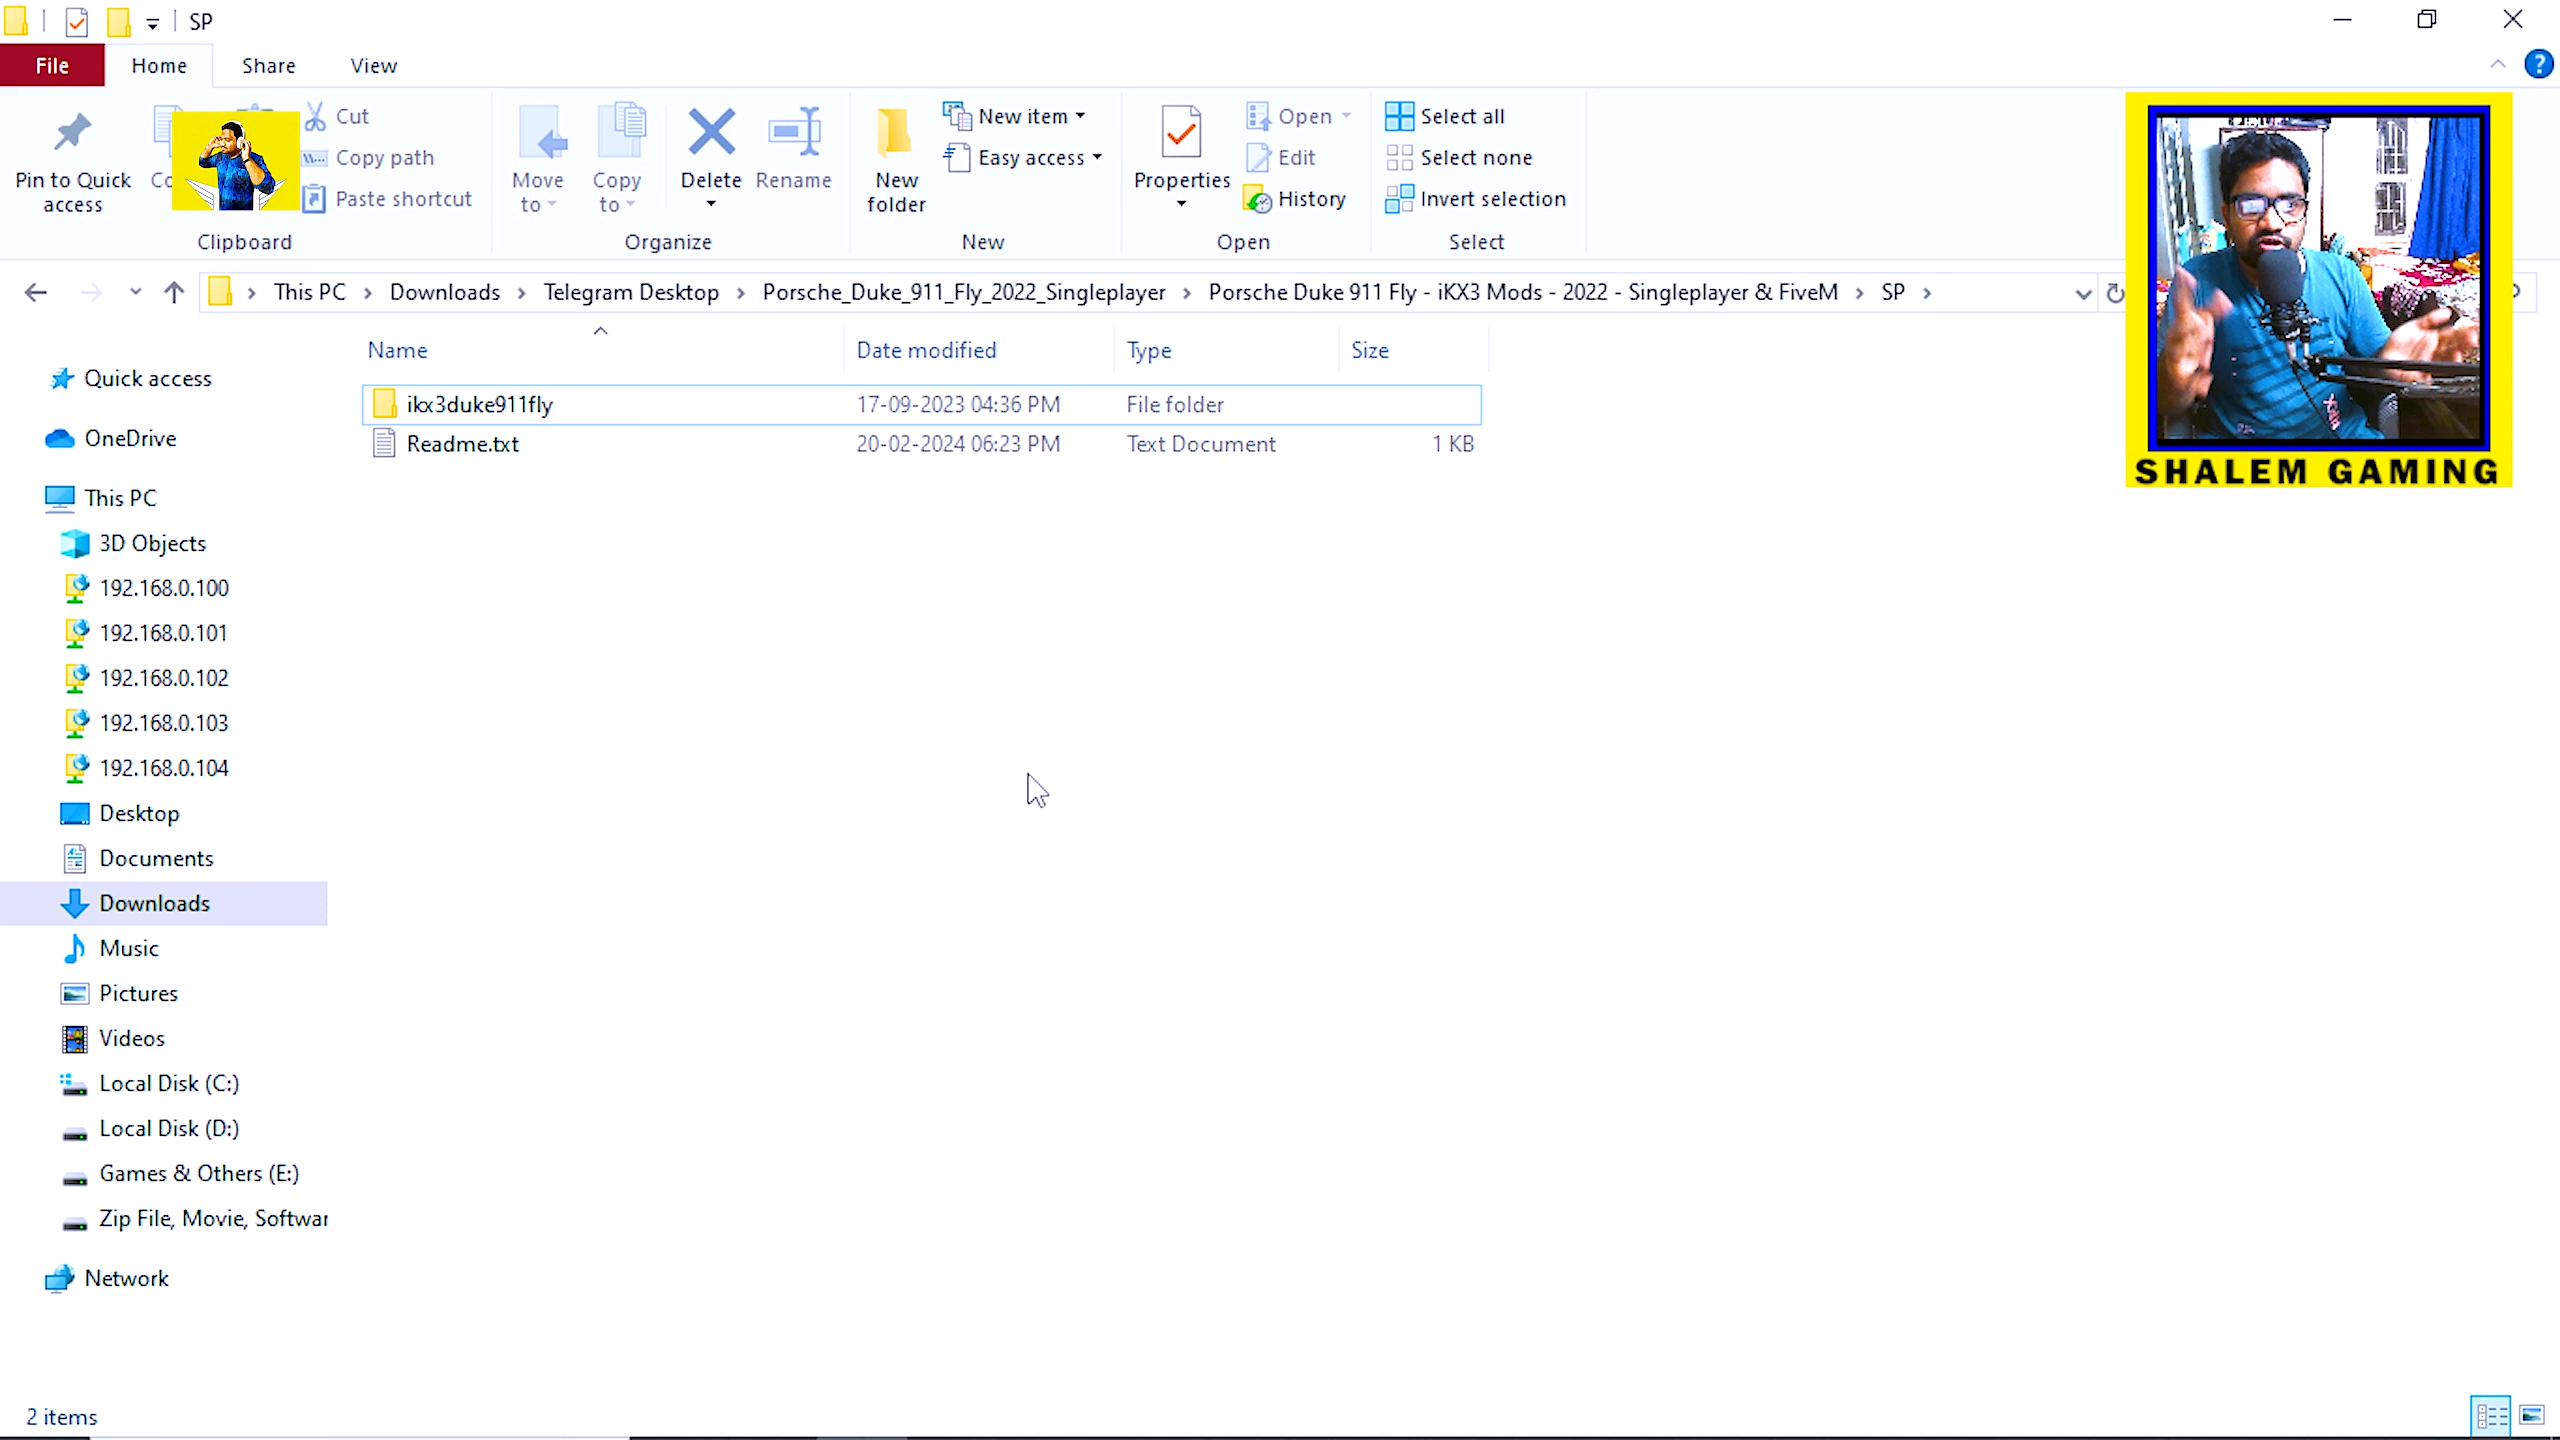 SP
File Home Share View
Pin to Quick access
Cut
Copy path
Paste shortcut
Clipboard
Move to
Copy to
Delete
Rename
Organize
New folder
New item
Easy access
New
Properties
Open
Edit
History
Open
Select all
Select none
Invert selection
Select
This PC > Downloads > Telegram Desktop > Porsche_Duke_911_Fly_2022_Singleplayer > Porsche Duke 911 Fly - iKX3 Mods - 2022 - Singleplayer & FiveM > SP >
Name Date modified Type Size
ikx3duke911fly 17-09-2023 04:36 PM File folder
Readme.txt 20-02-2024 06:23 PM Text Document 1 KB
Quick access
OneDrive
This PC
3D Objects
192.168.0.100
192.168.0.101
192.168.0.102
192.168.0.103
192.168.0.104
Desktop
Documents
Downloads
Music
Pictures
Videos
Local Disk (C:)
Local Disk (D:)
Games & Others (E:)
Zip File, Movie, Softwar
Network
2 items
SHALEM GAMING